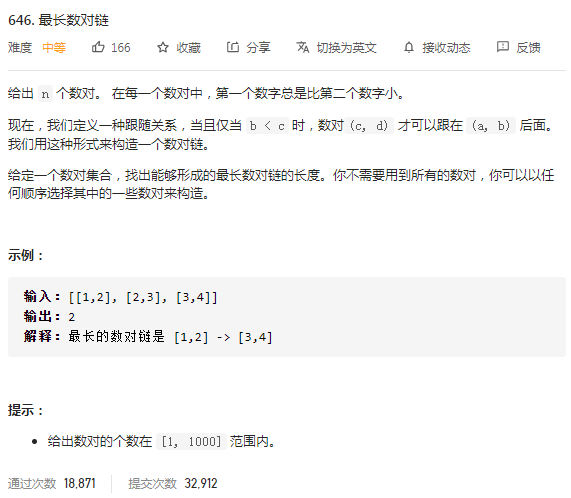 646. 最长数对链
难度 中等 166 收藏 分享 切换为英文 接收动态 反馈
给出 n 个数对。 在每一个数对中，第一个数字总是比第二个数字小。
现在，我们定义一种跟随关系，当且仅当 b < c 时，数对(c, d) 才可以跟在 (a, b) 后面。
我们用这种形式来构造一个数对链。
给定一个数对集合，找出能够形成的最长数对链的长度。你不需要用到所有的数对，你可以以任
何顺序选择其中的一些数对来构造。
示例：
输入：[[1,2], [2,3], [3,4]]
输出：2
解释：最长的数对链是 [1,2] -> [3,4]
提示：
• 给出数对的个数在 [1, 1000] 范围内。
通过次数 18,871 提交次数 32,912